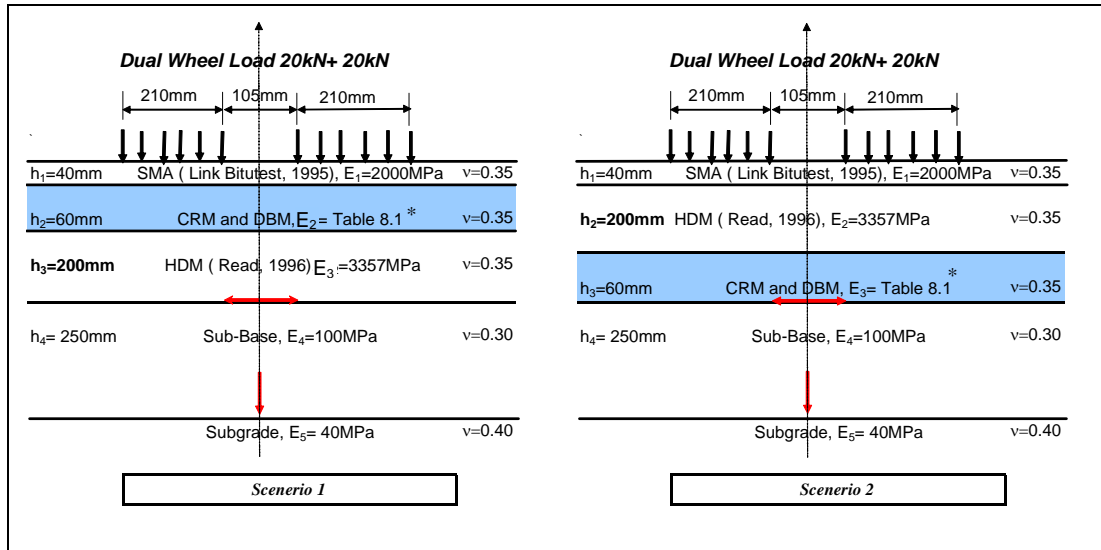 Dual Wheel Load 20kN+ 20kN
210mm 105mm 210mm
h₁=40mm SMA ( Link Bitutest, 1995), E₁=2000MPa ν=0.35
h₂=60mm CRM and DBM, E₂= Table 8.1 * ν=0.35
h₃=200mm HDM ( Read, 1996) E₃=3357MPa ν=0.35
h₄= 250mm Sub-Base, E₄=100MPa ν=0.30
Subgrade, E₅= 40MPa ν=0.40
Scenerio 1
Dual Wheel Load 20kN+ 20kN
210mm 105mm 210mm
h₁=40mm SMA ( Link Bitutest, 1995), E₁=2000MPa ν=0.35
h₂=200mm HDM ( Read, 1996), E₂=3357MPa ν=0.35
h₃=60mm CRM and DBM, E₃= Table 8.1 * ν=0.35
h₄= 250mm Sub-Base, E₄=100MPa ν=0.30
Subgrade, E₅= 40MPa ν=0.40
Scenerio 2